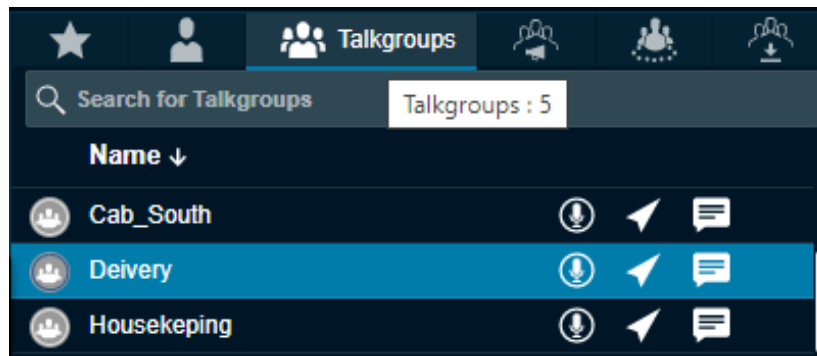 Talkgroups
Search for Talkgroups
Talkgroups : 5
Name ↓
Cab_South
Deivery
Housekeping